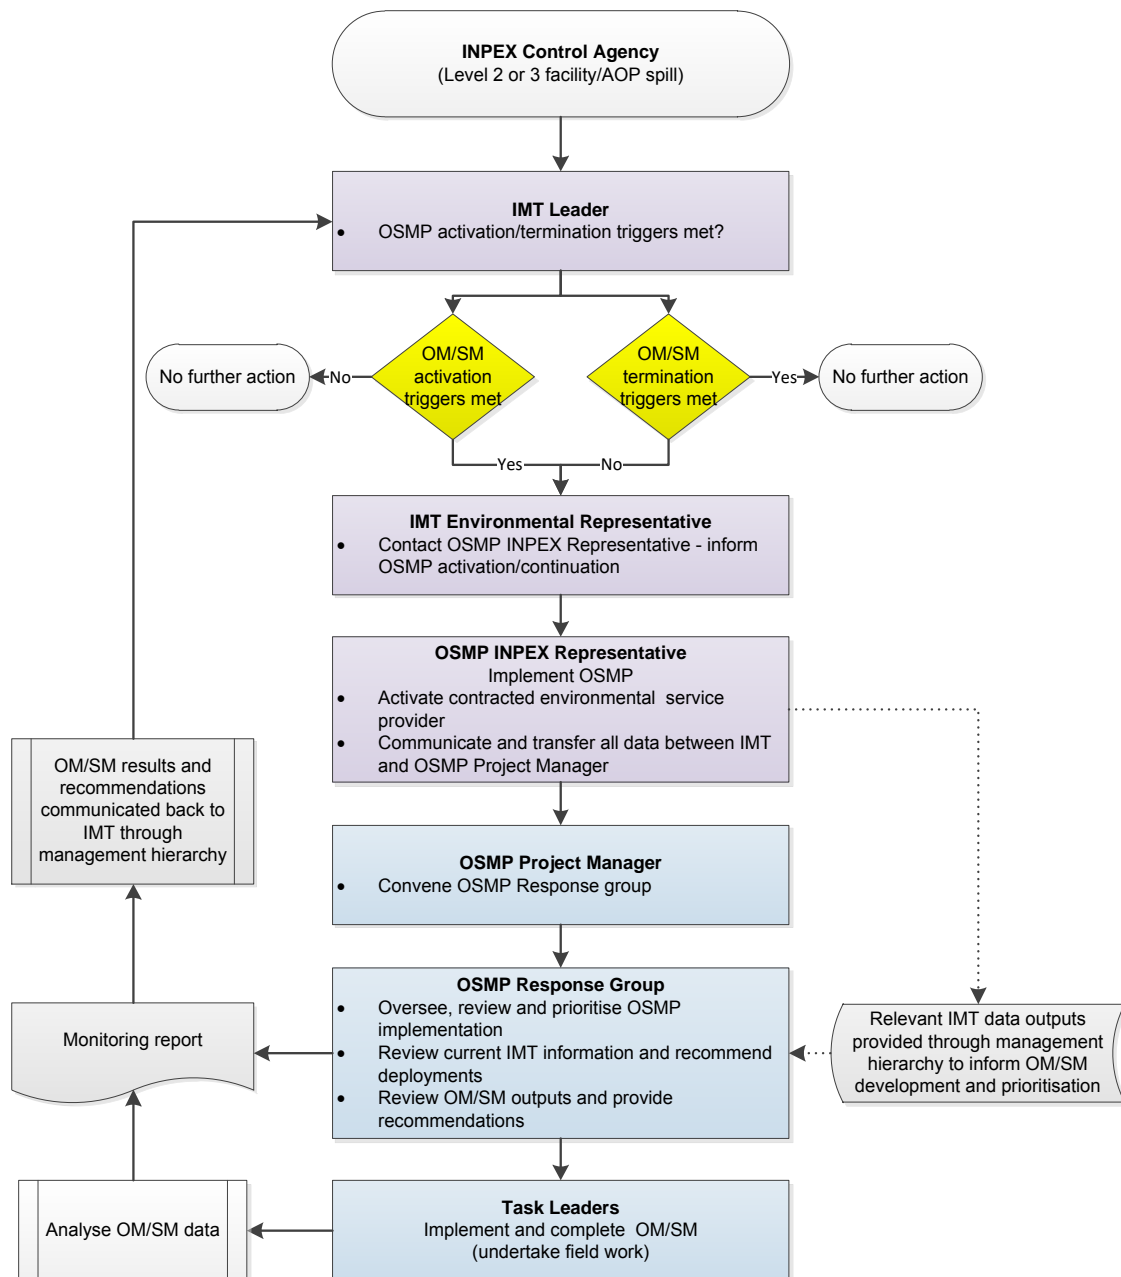 INPEX Control Agency
(Level 2 or 3 facility/AOP spill)
IMT Leader
• OSMP activation/termination triggers met?
OM/SM
activation
triggers met
OM/SM
termination
triggers met
No further action
No
Yes
No further action
Yes
No
IMT Environmental Representative
• Contact OSMP INPEX Representative - inform
OSMP activation/continuation
OSMP INPEX Representative
Implement OSMP
• Activate contracted environmental service
provider
• Communicate and transfer all data between IMT
and OSMP Project Manager
OM/SM results and
recommendations
communicated back to
IMT through
management hierarchy
OSMP Project Manager
• Convene OSMP Response group
OSMP Response Group
• Oversee, review and prioritise OSMP
implementation
• Review current IMT information and recommend
deployments
• Review OM/SM outputs and provide
recommendations
Monitoring report
Relevant IMT data outputs
provided through management
hierarchy to inform OM/SM
development and prioritisation
Task Leaders
Implement and complete OM/SM
(undertake field work)
Analyse OM/SM data